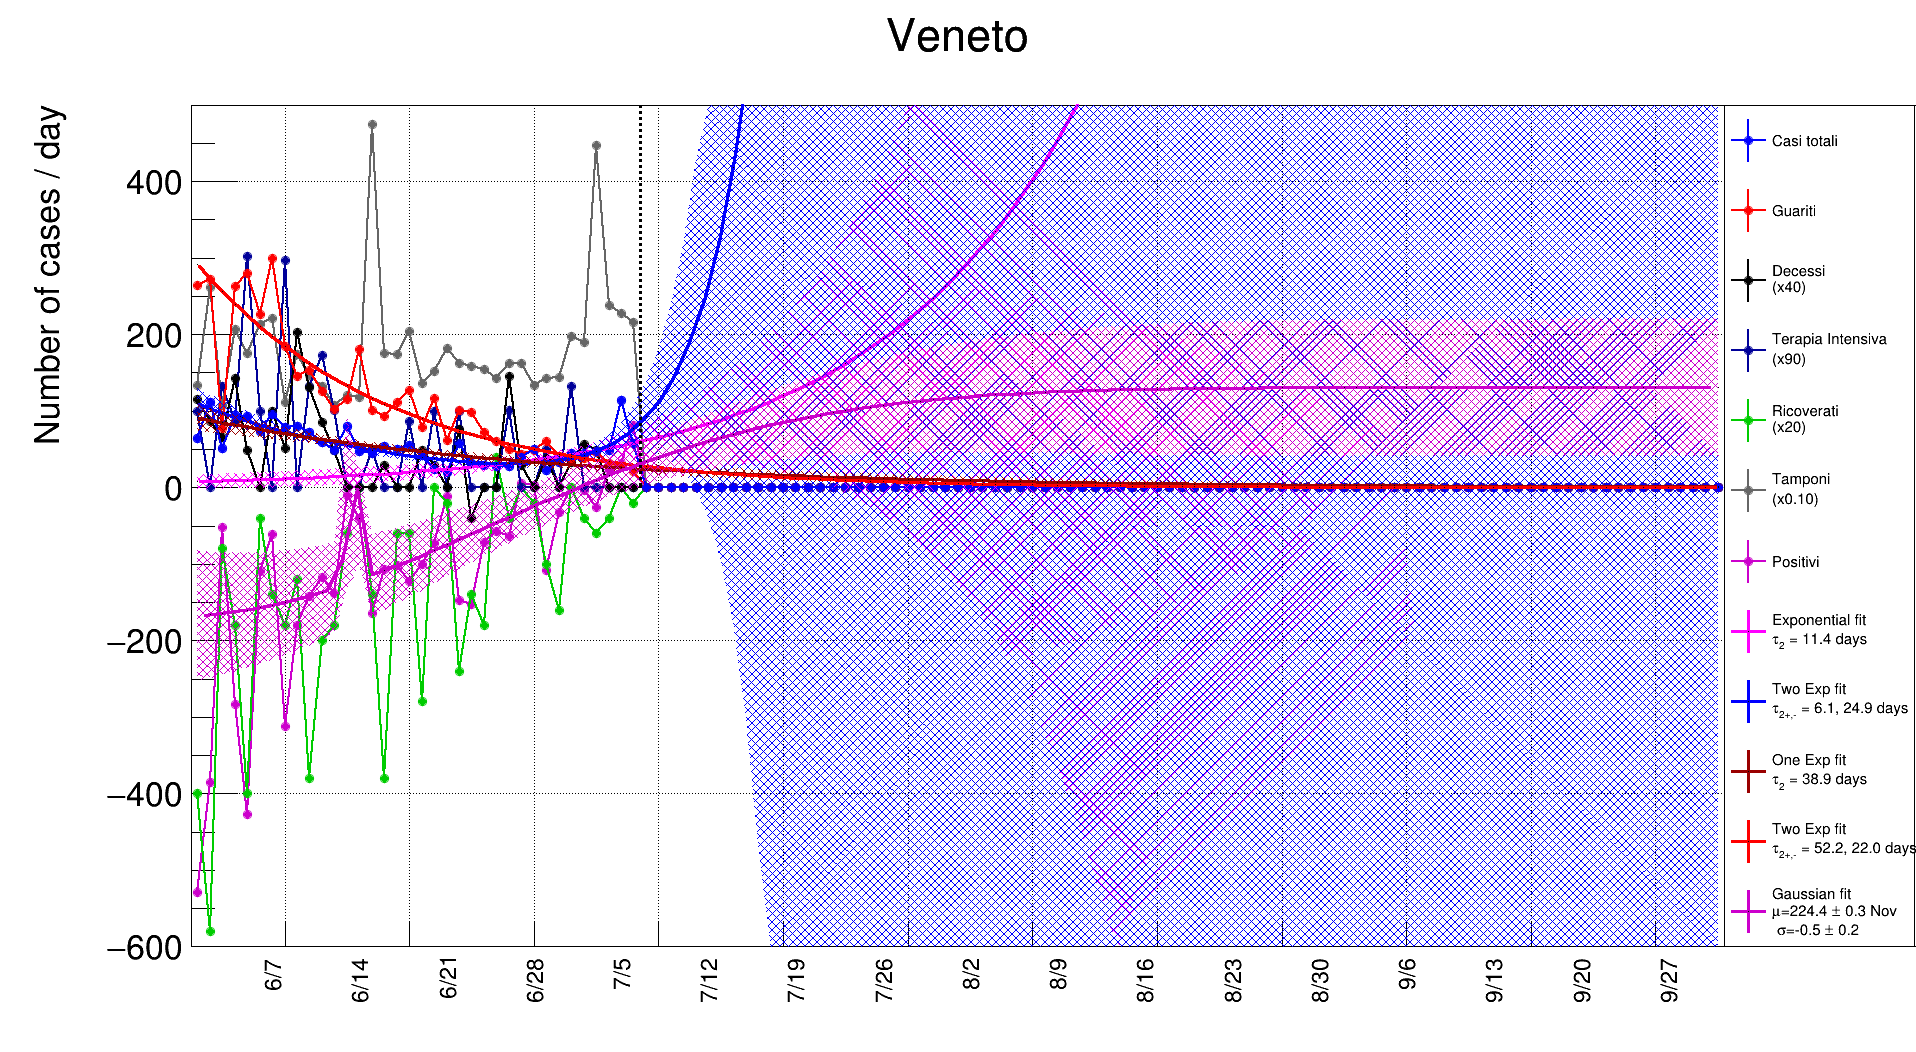 Veneto
Number of cases / day
400
200
0
−200
−400
−600
6/7
6/14
6/21
6/28
7/5
7/12
7/19
7/26
8/2
8/9
8/16
8/23
8/30
9/6
9/13
9/20
9/27
Casi totali
Guariti
Decessi
(x40)
Terapia Intensiva
(x90)
Ricoverati
(x20)
Tamponi
(x0.10)
Positivi
Exponential fit
τ2 = 11.4 days
Two Exp fit
τ2+,- = 6.1, 24.9 days
One Exp fit
τ2 = 38.9 days
Two Exp fit
τ2+,- = 52.2, 22.0 days
Gaussian fit
μ=224.4 ± 0.3 Nov
σ=-0.5 ± 0.2